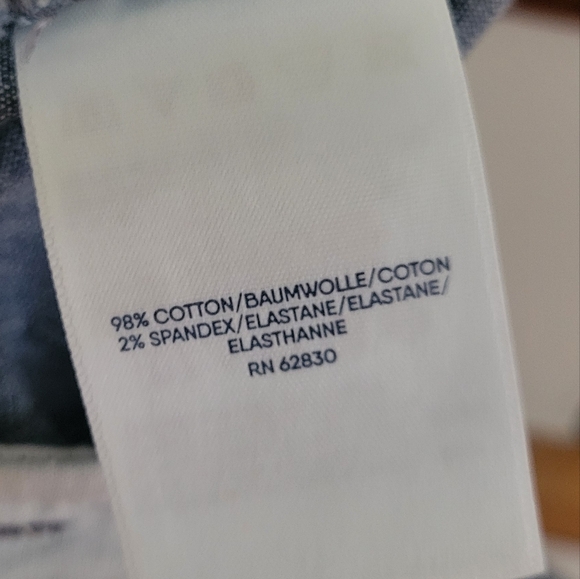 98% COTTON/BAUMWOLLE/COTON
2% SPANDEX/ELASTANE/ELASTANE/
ELASTHANNE
RN 62830